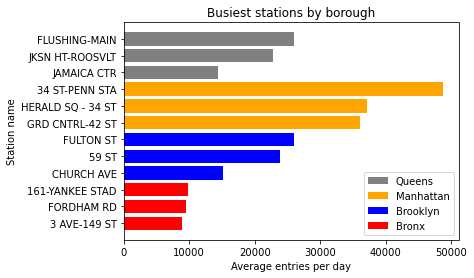 Busiest stations by borough
Station name
FLUSHING-MAIN
JKSN HT-ROOSVLT
JAMAICA CTR
34 ST-PENN STA
HERALD SQ - 34 ST
GRD CNTRL-42 ST
FULTON ST
59 ST
CHURCH AVE
161-YANKEE STAD
FORDHAM RD
3 AVE-149 ST
Queens
Manhattan
Brooklyn
Bronx
0 10000 20000 30000 40000 50000
Average entries per day